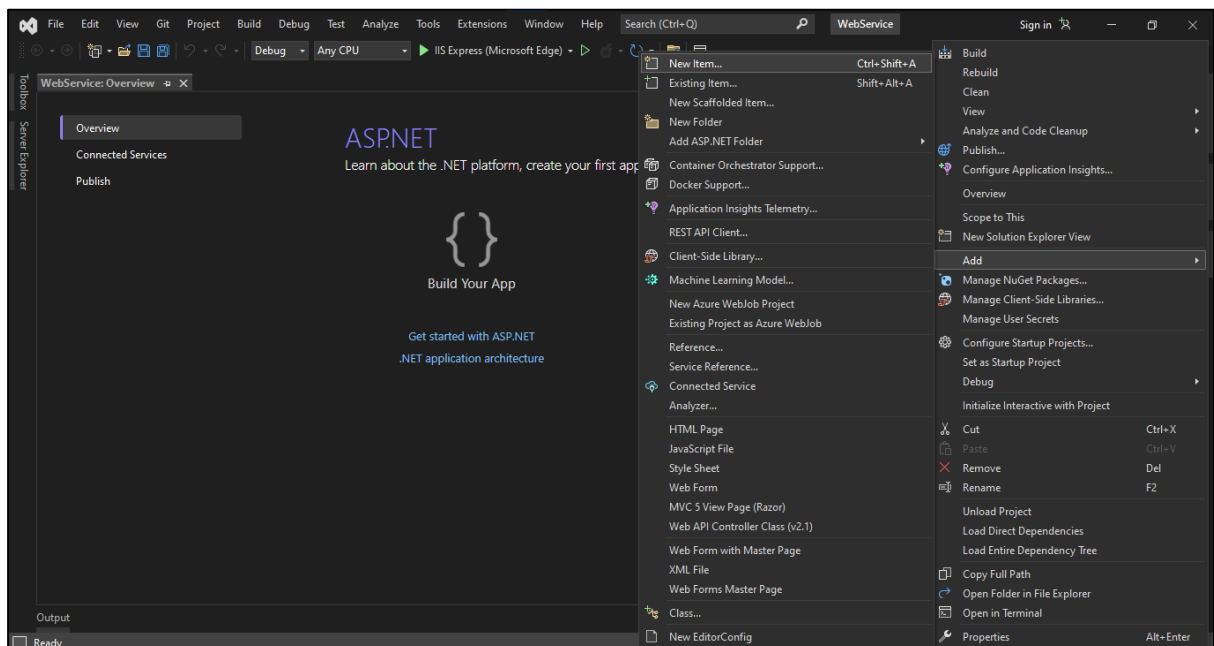 File Edit View Git Project Build Debug Test Analyze Tools Extensions Window Help Search (Ctrl+Q) WebService Sign in
Debug Any CPU IIS Express (Microsoft Edge)
Toolbox
Server Explorer
WebService: Overview
Overview
Connected Services
Publish
ASP.NET
Learn about the .NET platform, create your first app
{ }
Build Your App
Get started with ASP.NET
.NET application architecture
Output
Ready
New Item... Ctrl+Shift+A
Existing Item... Shift+Alt+A
New Scaffolded Item...
New Folder
Add ASP.NET Folder
Container Orchestrator Support...
Docker Support...
Application Insights Telemetry...
REST API Client...
Client-Side Library...
Machine Learning Model...
New Azure WebJob Project
Existing Project as Azure WebJob
Reference...
Service Reference...
Connected Service
Analyzer...
HTML Page
JavaScript File
Style Sheet
Web Form
MVC 5 View Page (Razor)
Web API Controller Class (v2.1)
Web Form with Master Page
XML File
Web Forms Master Page
Class...
New EditorConfig
Build
Rebuild
Clean
View
Analyze and Code Cleanup
Publish...
Configure Application Insights...
Overview
Scope to This
New Solution Explorer View
Add
Manage NuGet Packages...
Manage Client-Side Libraries...
Manage User Secrets
Configure Startup Projects...
Set as Startup Project
Debug
Initialize Interactive with Project
Cut Ctrl+X
Paste Ctrl+V
Remove Del
Rename F2
Unload Project
Load Direct Dependencies
Load Entire Dependency Tree
Copy Full Path
Open Folder in File Explorer
Open in Terminal
Properties Alt+Enter